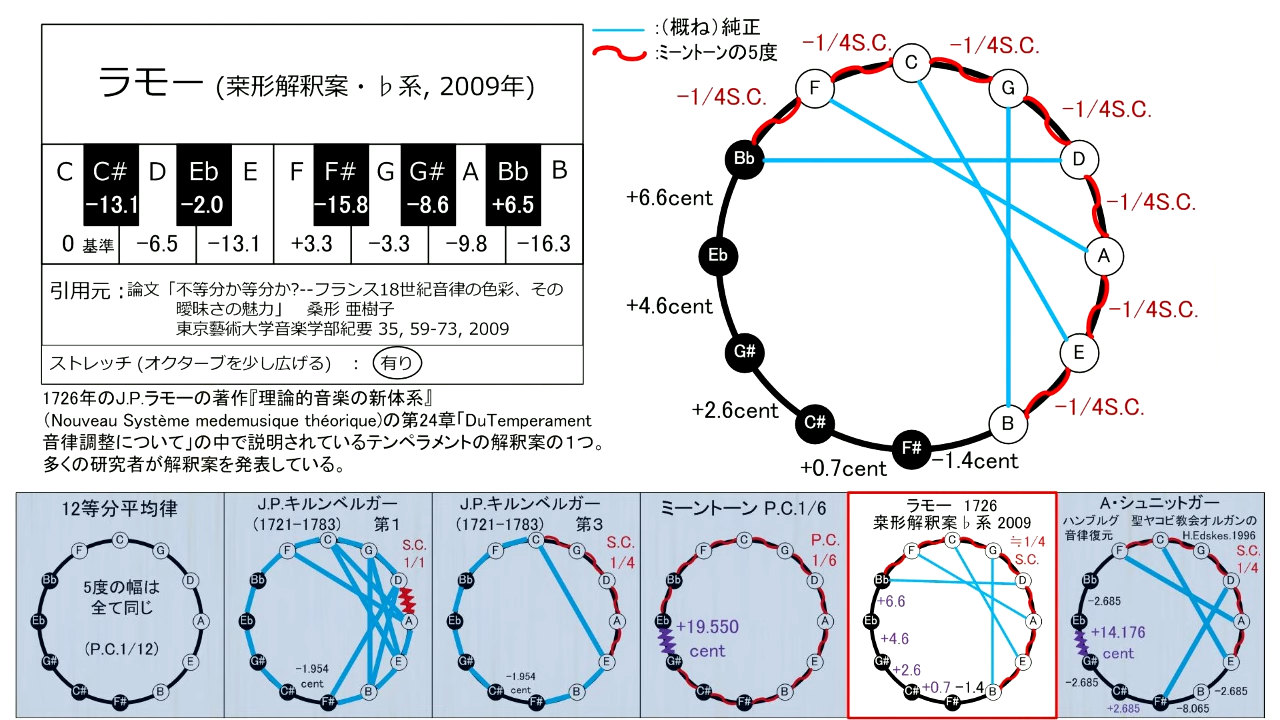 ラモー (桒形解釈案・♭系, 2009年)
C C# D Eb E F F# G G# A Bb B
−13.1 −2.0 −15.8 −8.6 +6.5
0 基準 −6.5 −13.1 +3.3 −3.3 −9.8 −16.3
引用元：論文「不等分か等分か?--フランス18世紀音律の色彩、その
曖昧さの魅力」 桑形 亜樹子
東京藝術大学音楽学部紀要 35, 59-73, 2009
ストレッチ (オクターブを少し広げる) ： 有り
1726年のJ.P.ラモーの著作『理論的音楽の新体系』
(Nouveau Système medemusique théorique)の第24章「DuTemperament
音律調整について」の中で説明されているテンペラメントの解釈案の１つ。
多くの研究者が解釈案を発表している。
:(概ね)純正
:ミーントーンの5度
−1/4S.C.
−1/4S.C.
−1/4S.C.
−1/4S.C.
−1/4S.C.
−1/4S.C.
−1/4S.C.
+6.6cent
+4.6cent
+2.6cent
+0.7cent
−1.4cent
C
G
D
A
E
B
F#
C#
G#
Eb
Bb
F
12等分平均律
5度の幅は
全て同じ
(P.C.1/12)
C
G
D
A
E
B
F#
C#
G#
Eb
Bb
F
J.P.キルンベルガー
(1721−1783) 第１
S.C.
1/1
−1.954
cent
C
G
D
A
E
B
F#
C#
G#
Eb
Bb
F
J.P.キルンベルガー
(1721−1783) 第３
S.C.
1/4
−1.954
cent
C
G
D
A
E
B
F#
C#
G#
Eb
Bb
F
ミーントーン P.C.1/6
P.C.
1/6
+19.550
cent
C
G
D
A
E
B
F#
C#
G#
Eb
Bb
F
ラモー 1726
桒形解釈案♭系 2009
≒1/4
S.C.
+6.6
+4.6
+2.6
+0.7
−1.4
C
G
D
A
E
B
F#
C#
G#
Eb
Bb
F
A・シュニットガー
ハンブルグ 聖ヤコビ教会オルガンの
音律復元 H.Edskes.1996
S.C.
1/4
−2.685
+14.176
cent
−2.685
+2.685
−8.065
−2.685
C
G
D
A
E
B
F#
C#
G#
Eb
Bb
F